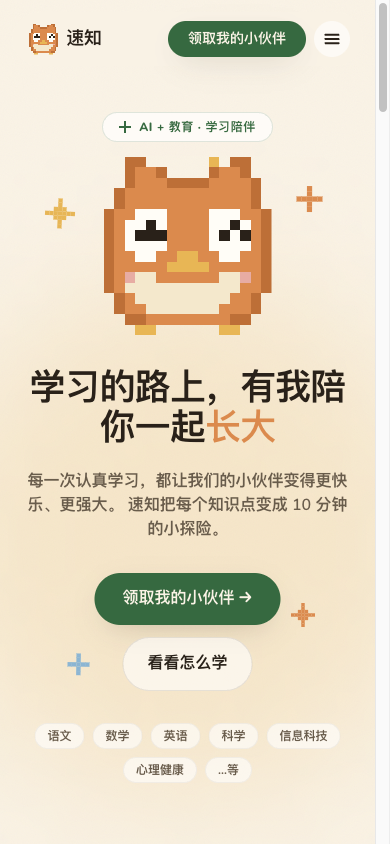 速知
领取我的小伙伴
AI + 教育 · 学习陪伴
学习的路上，有我陪
你一起长大
每一次认真学习，都让我们的小伙伴变得更快
乐、更强大。 速知把每个知识点变成 10 分钟
的小探险。
领取我的小伙伴 →
看看怎么学
语文
数学
英语
科学
信息科技
心理健康
...等